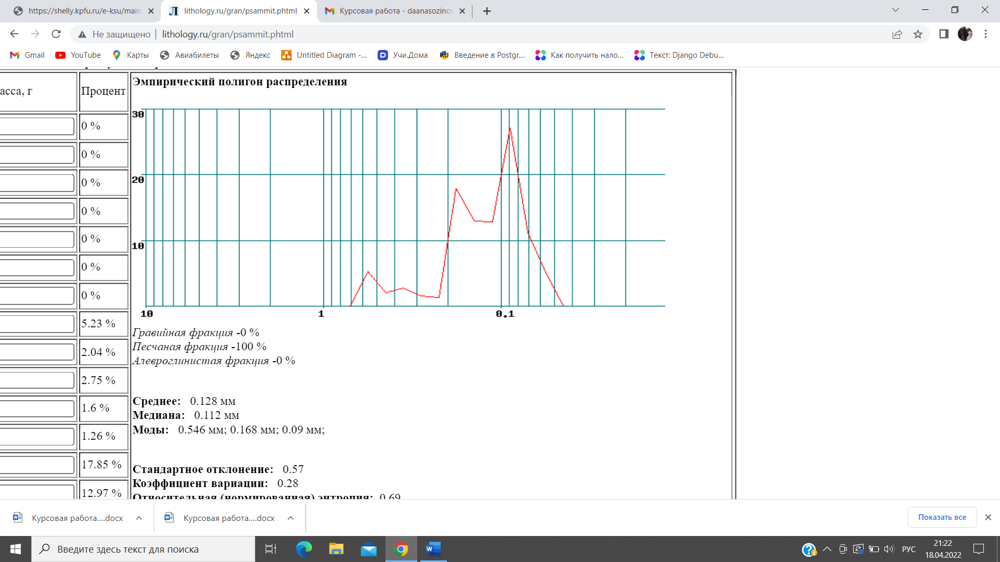 https://shelly.kpfu.ru/e-ksu/main
lithology.ru/gran/psammit.phtml
Курсовая работа - daanasozinov
Не защищено
lithology.ru/gran/psammit.phtml
Gmail
YouTube
Карты
Авиабилеты
Яндекс
Untitled Diagram -...
Учи.Дома
Введение в Postgr...
Как получить нало...
Текст: Django Debu...
асса, г
Процент
Эмпирический полигон распределения
30
20
10
10
1
0.1
0 %
0 %
0 %
0 %
0 %
0 %
0 %
5.23 %
2.04 %
2.75 %
1.6 %
1.26 %
17.85 %
12.97 %
Гравийная фракция -0 %
Песчаная фракция -100 %
Алевроглинистая фракция -0 %
Среднее: 0.128 мм
Медиана: 0.112 мм
Моды: 0.546 мм; 0.168 мм; 0.09 мм;
Стандартное отклонение: 0.57
Коэффициент вариации: 0.28
Относительная (нормированная) энтропия: 0.69
Курсовая работа....docx
Курсовая работа....docx
Показать все
Введите здесь текст для поиска
РУС
21:22
18.04.2022